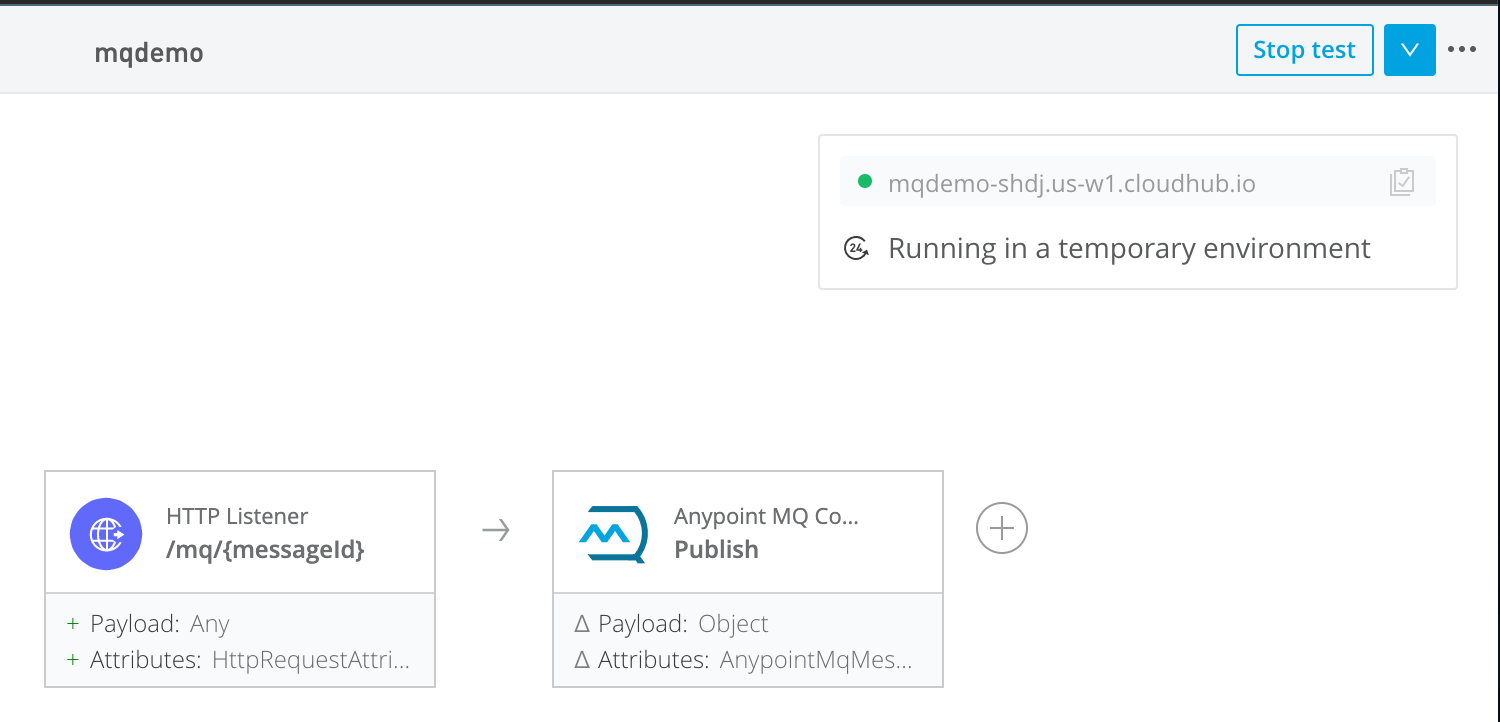 mqdemo
Stop test
mqdemo-shdj.us-w1.cloudhub.io
24
Running in a temporary environment
HTTP Listener
/mq/{messageId}
+ Payload: Any
+ Attributes: HttpRequestAttri...
Anypoint MQ Co...
Publish
Δ Payload: Object
Δ Attributes: AnypointMqMes...